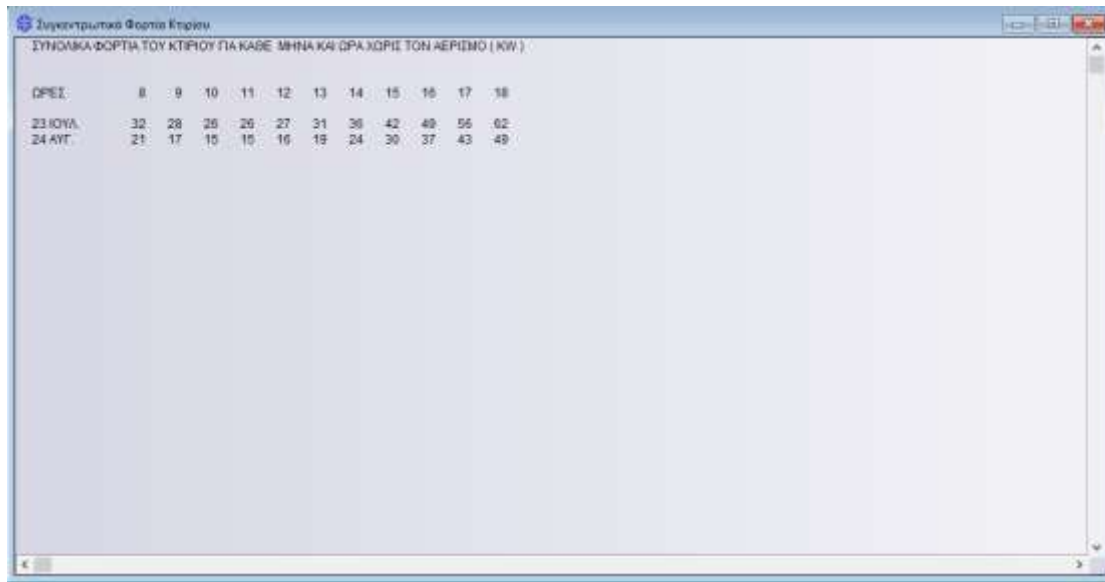 Συγκεντρωτικά Φορτία Κτιρίου
ΣΥΝΟΛΙΚΑ ΦΟΡΤΙΑ ΤΟΥ ΚΤΙΡΙΟΥ ΓΙΑ ΚΑΘΕ ΜΗΝΑ ΚΑΙ ΩΡΑ ΧΩΡΙΣ ΤΟΝ ΑΕΡΙΣΜΟ ( KW )
ΩΡΕΣ 8 9 10 11 12 13 14 15 16 17 18
23 ΙΟΥΛ. 32 28 26 26 27 31 36 42 49 56 62
24 ΑΥΓ. 21 17 15 15 16 19 24 30 37 43 49